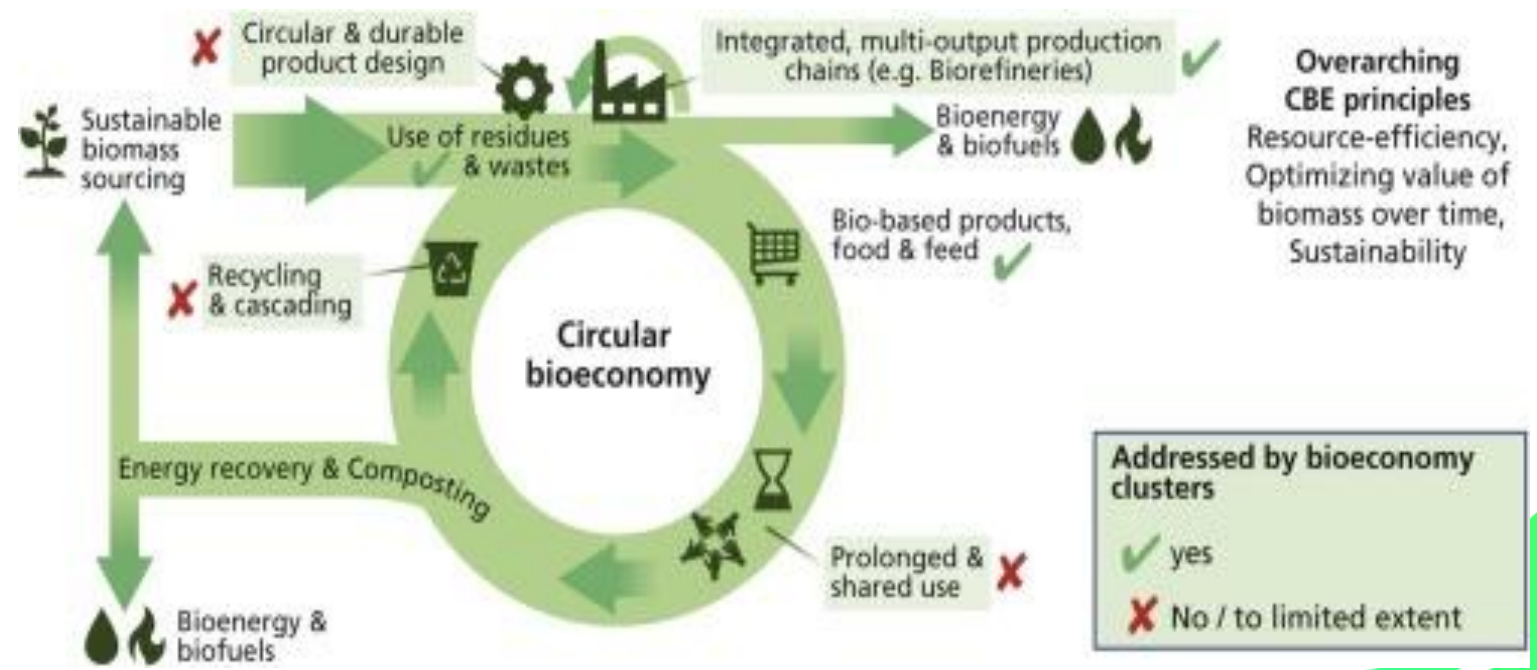 Circular & durable
product design
Integrated, multi-output production
chains (e.g. Biorefineries)
Overarching
CBE principles
Resource-efficiency,
Optimizing value of
biomass over time,
Sustainability
Sustainable
biomass
sourcing
Use of residues
& wastes
Bioenergy
& biofuels
Bio-based products,
food & feed
Recycling
& cascading
Circular
bioeconomy
Energy recovery & Composting
Prolonged &
shared use
Bioenergy &
biofuels
Addressed by bioeconomy
clusters
yes
No / to limited extent